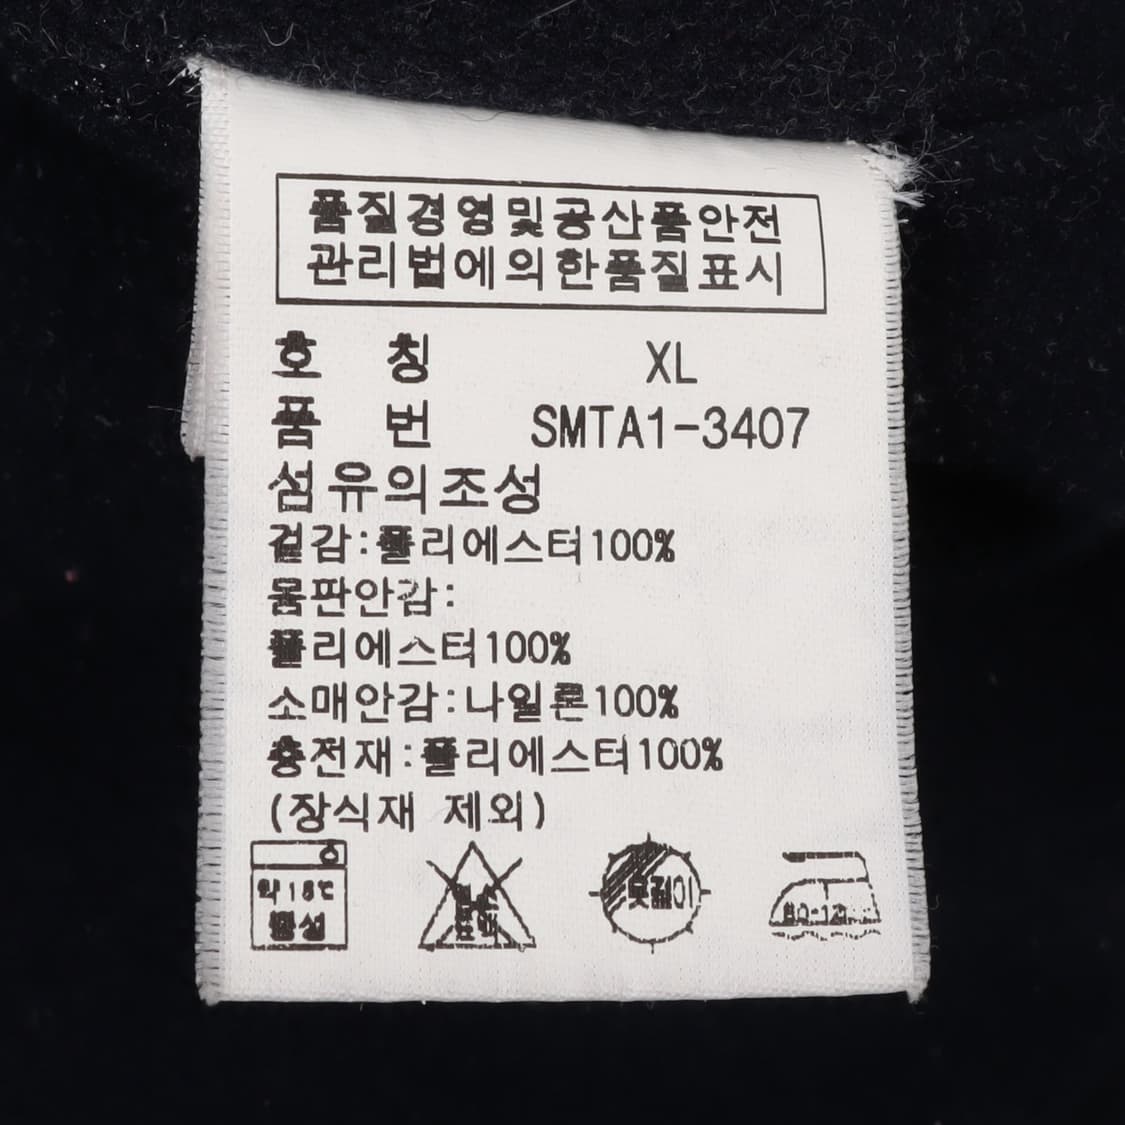 품질경영및공산품안전
관리법에의한품질표시
호 칭 XL
품 번 SMTA1-3407
섬유의조성
겉감:폴리에스터100%
몸판안감:
폴리에스터100%
소매안감:나일론100%
충전재:폴리에스터100%
(장식재 제외)
옷걸이